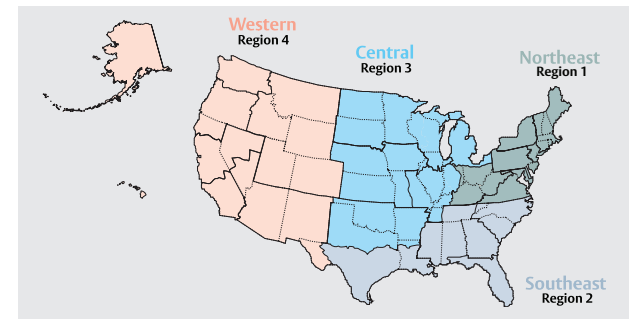 Western
Region 4
Central
Region 3
Northeast
Region 1
Southeast
Region 2